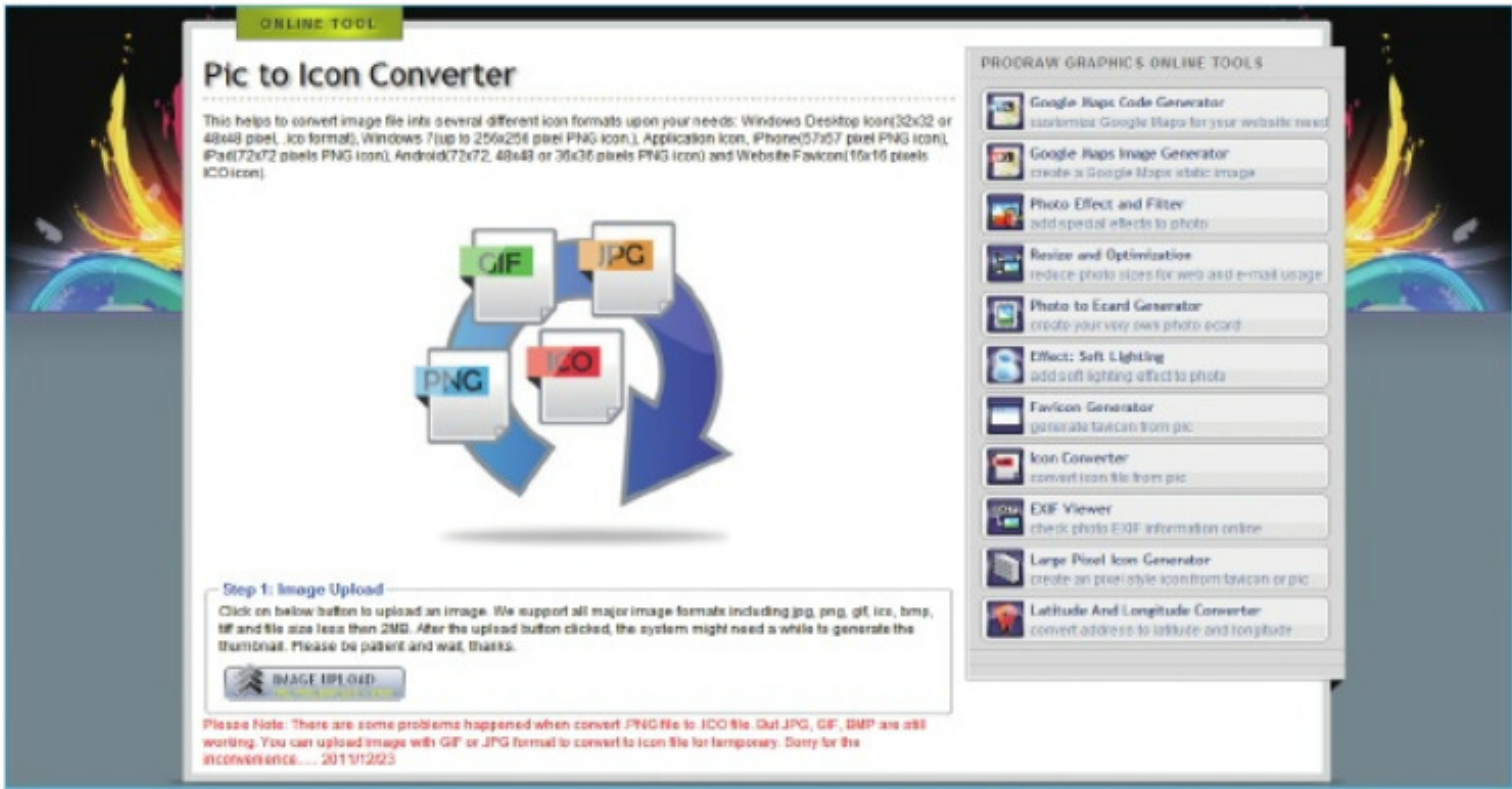 ONLINE TOOL
Pic to Icon Converter
This helps to convert image file into several different icon formats upon your needs: Windows Desktop Icon(32x32 or
48x48 pixel, .ico format), Windows 7(up to 256x256 pixel PNG icon.), Application Icon, iPhone(57x57 pixel PNG icon),
iPad(72x72 pixels PNG icon), Android(72x72, 48x48 or 36x36 pixels PNG icon) and Website Favicon(16x16 pixels
ICO icon).
GIF
JPG
PNG
ICO
Step 1: Image Upload
Click on below button to upload an image. We support all major image formats including jpg, png, gif, ico, bmp,
tiff and file size less then 2MB. After the upload button clicked, the system might need a while to generate the
thumbnail. Please be patient and wait, thanks.
IMAGE UPLOAD
Please Note: There are some problems happened when convert .PNG file to .ICO file. But JPG, GIF, BMP are still
working. You can upload image with GIF or JPG format to convert to icon file for temporary. Sorry for the
inconvenience..... 2011/12/23
PRODRAW GRAPHICS ONLINE TOOLS
Google Maps Code Generator
customize Google Maps for your website need
Google Maps Image Generator
create a Google Maps static image
Photo Effect and Filter
add special effects to photo
Resize and Optimization
reduce photo sizes for web and e-mail usage
Photo to Ecard Generator
create your very own photo ecard
Effect: Soft Lighting
add soft lighting effect to photo
Favicon Generator
generate favicon from pic
Icon Converter
convert icon file from pic
EXIF Viewer
check photo EXIF information online
Large Pixel Icon Generator
create an pixel style icon from favicon or pic
Latitude And Longitude Converter
convert address to latitude and longitude